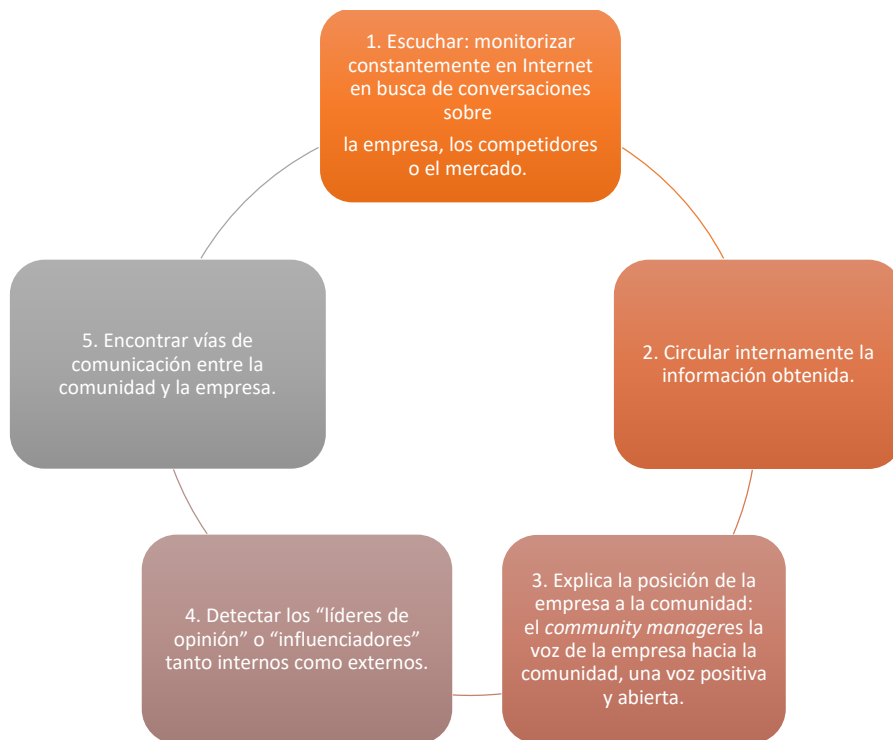 1. Escuchar: monitorizar
constantemente en Internet
en busca de conversaciones
sobre
la empresa, los competidores
o el mercado.
2. Circular internamente la
información obtenida.
3. Explica la posición de la
empresa a la comunidad:
el community manageres la
voz de la empresa hacia la
comunidad, una voz positiva
y abierta.
4. Detectar los “líderes de
opinión” o “influenciadores”
tanto internos como externos.
5. Encontrar vías de
comunicación entre la
comunidad y la empresa.